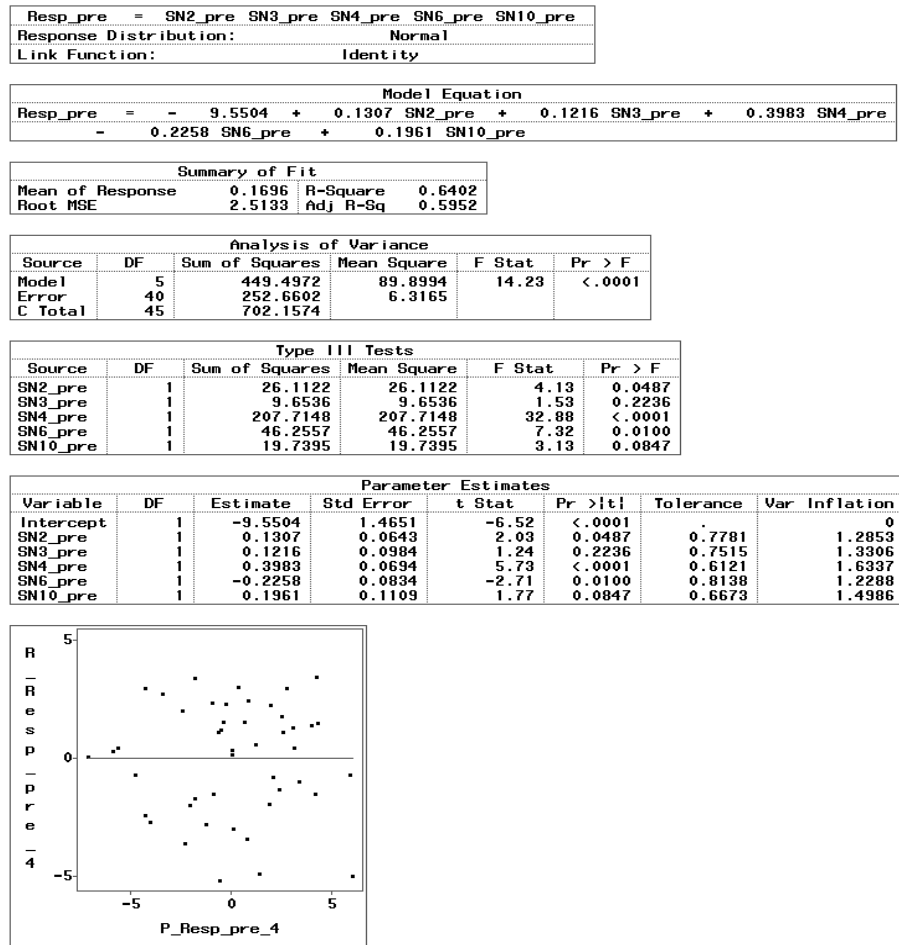 Resp_pre = SN2_pre SN3_pre SN4_pre SN6_pre SN10_pre
Response Distribution: Normal
Link Function: Identity
Model Equation
Resp_pre = - 9.5504 + 0.1307 SN2_pre + 0.1216 SN3_pre + 0.3983 SN4_pre
- 0.2258 SN6_pre + 0.1961 SN10_pre
Summary of Fit
Mean of Response 0.1696 R-Square 0.6402
Root MSE 2.5133 Adj R-Sq 0.5952
Analysis of Variance
Source DF Sum of Squares Mean Square F Stat Pr > F
Model 5 449.4972 89.8994 14.23 <.0001
Error 40 252.6602 6.3165
C Total 45 702.1574
Type III Tests
Source DF Sum of Squares Mean Square F Stat Pr > F
SN2_pre 1 26.1122 26.1122 4.13 0.0487
SN3_pre 1 9.6536 9.6536 1.53 0.2236
SN4_pre 1 207.7148 207.7148 32.88 <.0001
SN6_pre 1 46.2557 46.2557 7.32 0.0100
SN10_pre 1 19.7395 19.7395 3.13 0.0847
Parameter Estimates
Variable DF Estimate Std Error t Stat Pr >|t| Tolerance Var Inflation
Intercept 1 -9.5504 1.4651 -6.52 <.0001 . 0
SN2_pre 1 0.1307 0.0643 2.03 0.0487 0.7781 1.2853
SN3_pre 1 0.1216 0.0984 1.24 0.2236 0.7515 1.3306
SN4_pre 1 0.3983 0.0694 5.73 <.0001 0.6121 1.6337
SN6_pre 1 -0.2258 0.0834 -2.71 0.0100 0.8138 1.2288
SN10_pre 1 0.1961 0.1109 1.77 0.0847 0.6673 1.4986
R_Resp_pre_4
5
0
-5
-5 0 5
P_Resp_pre_4